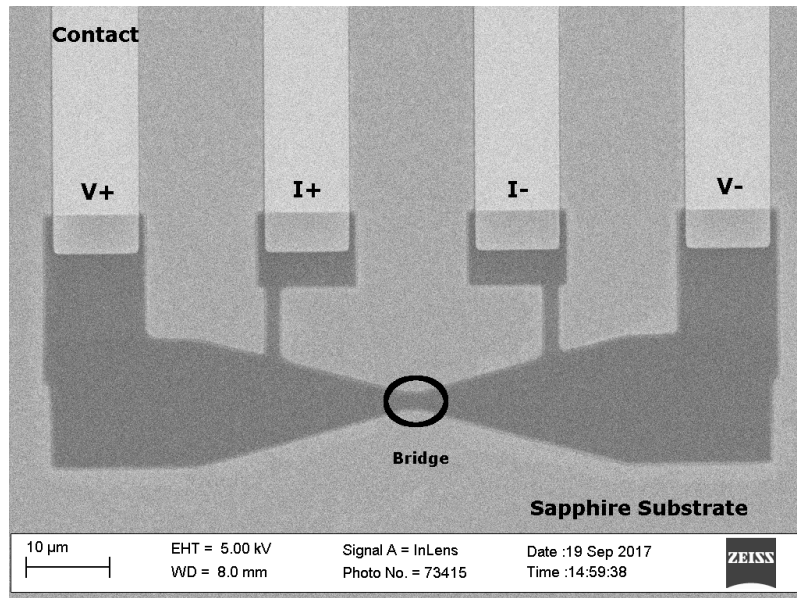 Contact
V+
I+
I-
V-
Bridge
Sapphire Substrate
10 µm
EHT = 5.00 kV
Signal A = InLens
Date :19 Sep 2017
WD = 8.0 mm
Photo No. = 73415
Time :14:59:38
ZEISS